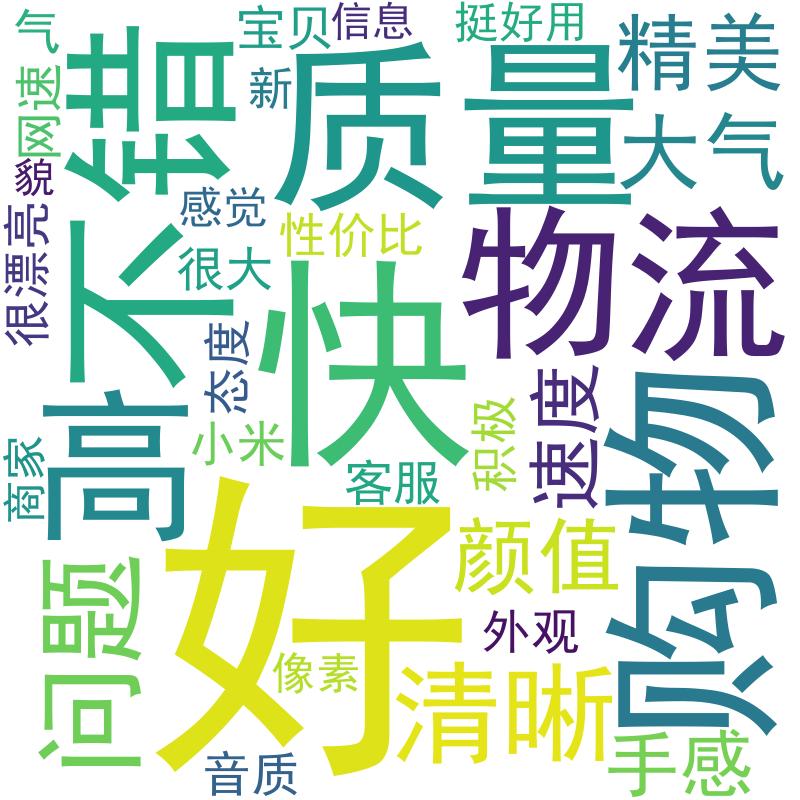 气
宝贝
信息
挺好用
精美
不错
质量
网速
新
大气
貌
感觉
性价比
物流
很漂亮
很大
快
态度
高
速度
购物
积极
小米
商家
客服
好
颜值
问题
外观
像素
清晰
手感
音质